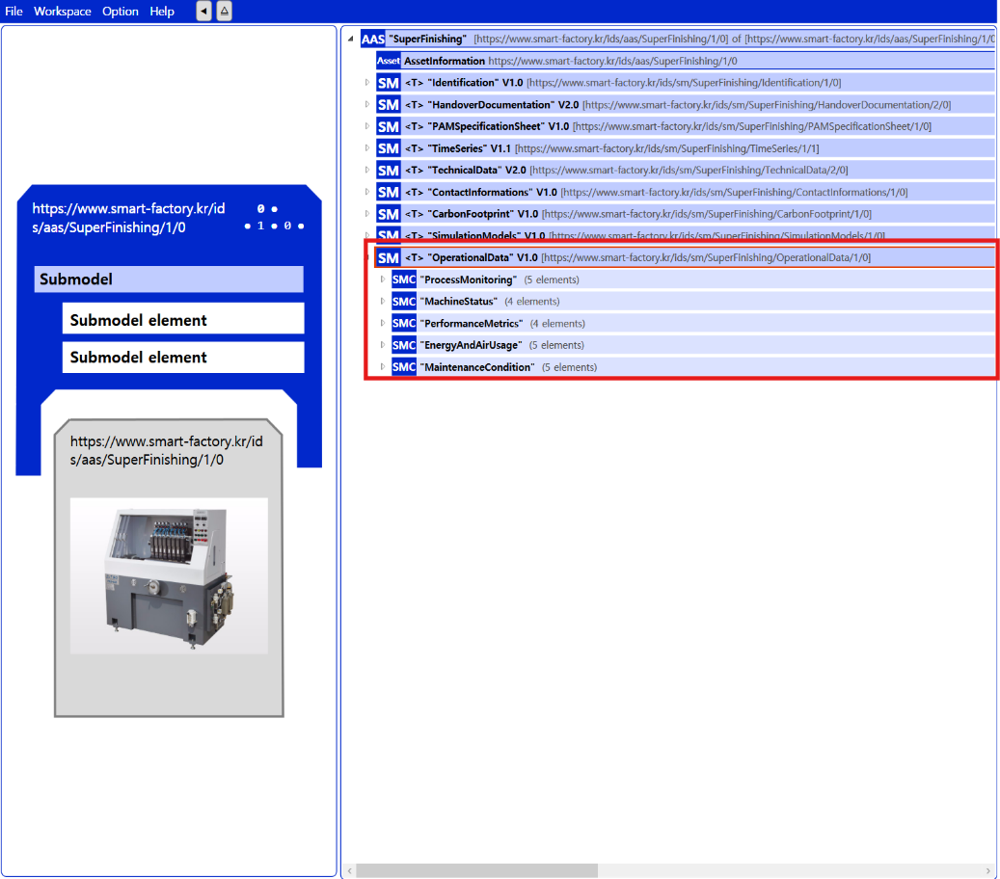 File Workspace Option Help
https://www.smart-factory.kr/id
s/aas/SuperFinishing/1/0
0
1 0
Submodel
Submodel element
Submodel element
https://www.smart-factory.kr/id
s/aas/SuperFinishing/1/0
AAS "SuperFinishing" [https://www.smart-factory.kr/ids/aas/SuperFinishing/1/0] of [https://www.smart-factory.kr/ids/aas/SuperFinishing/1/0
Asset AssetInformation https://www.smart-factory.kr/ids/aas/SuperFinishing/1/0
SM <T> "Identification" V1.0 [https://www.smart-factory.kr/ids/sm/SuperFinishing/Identification/1/0]
SM <T> "HandoverDocumentation" V2.0 [https://www.smart-factory.kr/ids/sm/SuperFinishing/HandoverDocumentation/2/0]
SM <T> "PAMSpecificationSheet" V1.0 [https://www.smart-factory.kr/ids/sm/SuperFinishing/PAMSpecificationSheet/1/0]
SM <T> "TimeSeries" V1.1 [https://www.smart-factory.kr/ids/sm/SuperFinishing/TimeSeries/1/1]
SM <T> "TechnicalData" V2.0 [https://www.smart-factory.kr/ids/sm/SuperFinishing/TechnicalData/2/0]
SM <T> "ContactInformations" V1.0 [https://www.smart-factory.kr/ids/sm/SuperFinishing/ContactInformations/1/0]
SM <T> "CarbonFootprint" V1.0 [https://www.smart-factory.kr/ids/sm/SuperFinishing/CarbonFootprint/1/0]
SM <T> "SimulationModels" V1.0 [https://www.smart-factory.kr/ids/sm/SuperFinishing/SimulationModels/1/0]
SM <T> "OperationalData" V1.0 [https://www.smart-factory.kr/ids/sm/SuperFinishing/OperationalData/1/0]
SMC "ProcessMonitoring" (5 elements)
SMC "MachineStatus" (4 elements)
SMC "PerformanceMetrics" (4 elements)
SMC "EnergyAndAirUsage" (5 elements)
SMC "MaintenanceCondition" (5 elements)